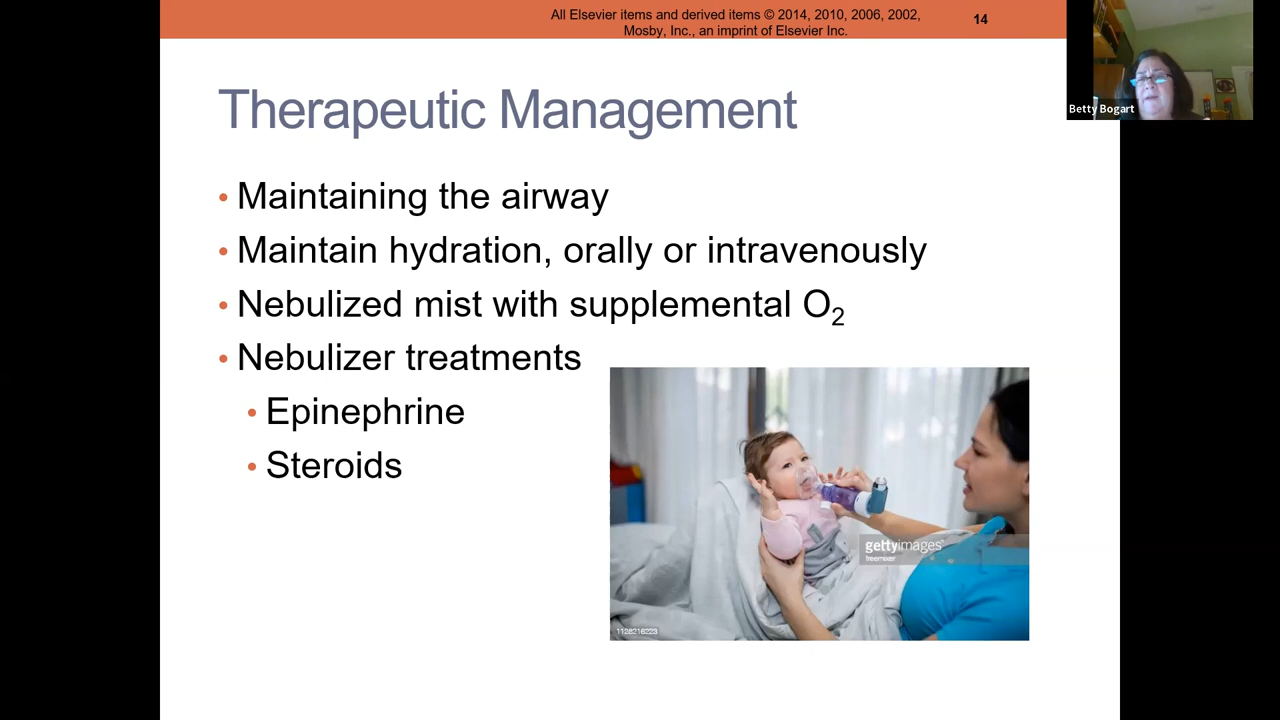 All Elsevier items and derived items © 2014, 2010, 2006, 2002,
Mosby, Inc., an imprint of Elsevier Inc.
14
Betty Bogart
Therapeutic Management
• Maintaining the airway
• Maintain hydration, orally or intravenously
• Nebulized mist with supplemental O₂
• Nebulizer treatments
• Epinephrine
• Steroids
gettyimages
freemixer
1128216223